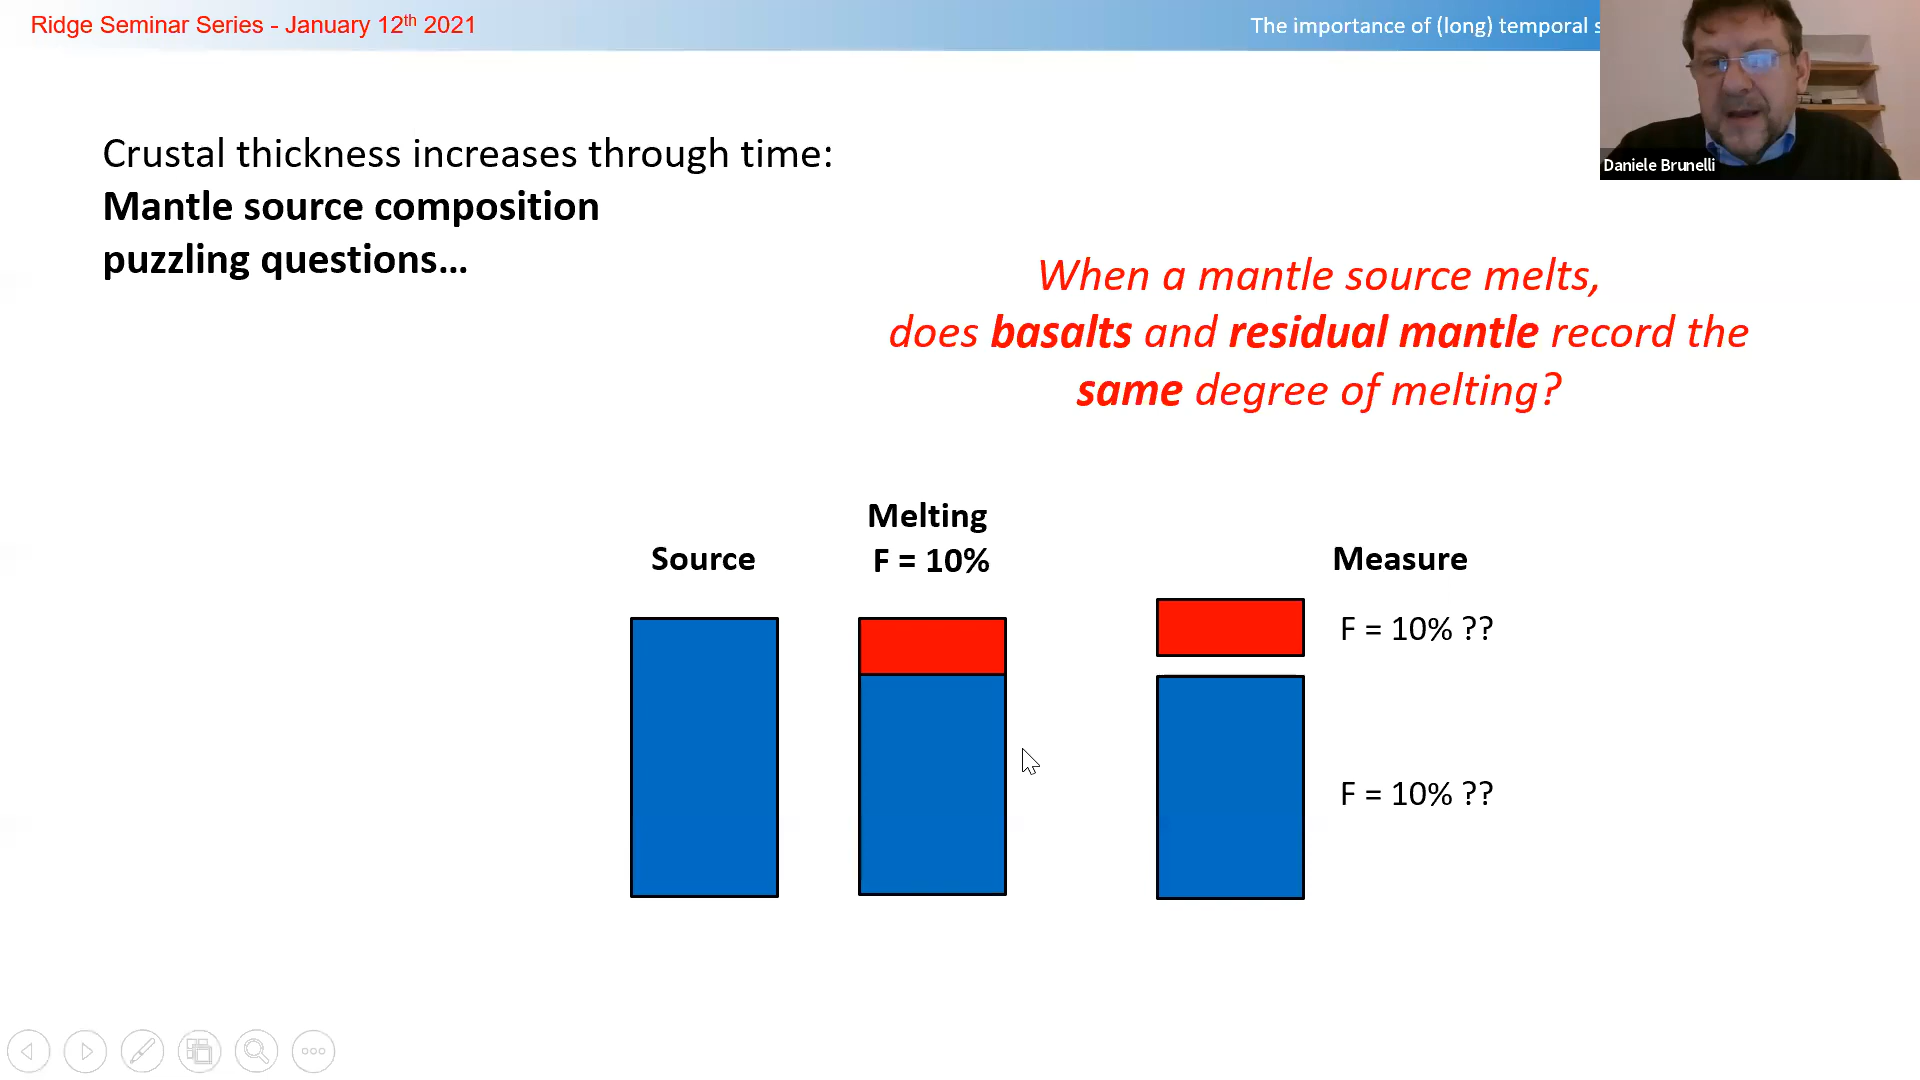 Ridge Seminar Series - January 12th 2021
The importance of (long) temporal
Daniele Brunelli
Crustal thickness increases through time:
Mantle source composition
puzzling questions...
When a mantle source melts,
does basalts and residual mantle record the
same degree of melting?
Source
Melting
F = 10%
Measure
F = 10% ??
F = 10% ??